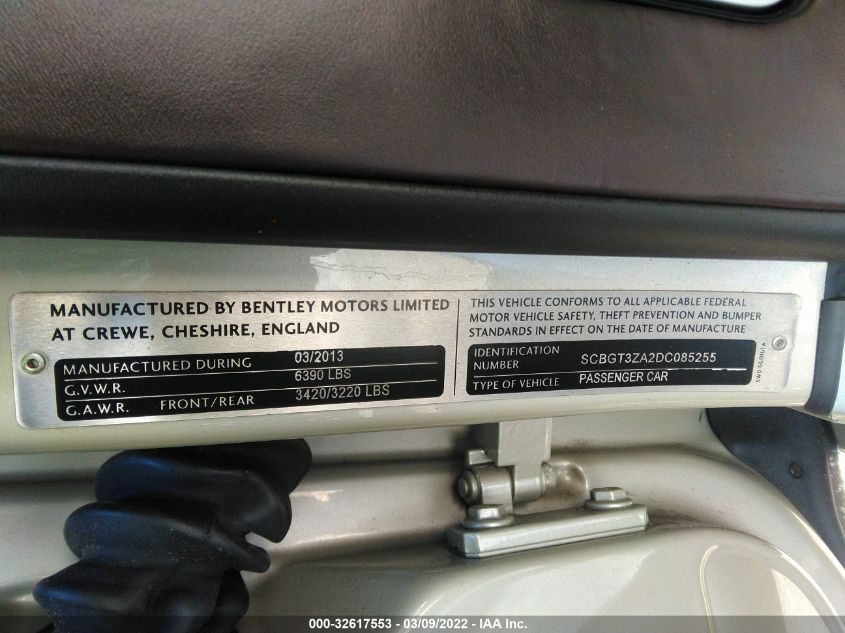 MANUFACTURED BY BENTLEY MOTORS LIMITED
AT CREWE, CHESHIRE, ENGLAND
MANUFACTURED DURING 03/2013
G.V.W.R. 6390 LBS
G.A.W.R. FRONT/REAR 3420/3220 LBS
THIS VEHICLE CONFORMS TO ALL APPLICABLE FEDERAL
MOTOR VEHICLE SAFETY, THEFT PREVENTION AND BUMPER
STANDARDS IN EFFECT ON THE DATE OF MANUFACTURE
IDENTIFICATION
NUMBER SCBGT3ZA2DC085255
TYPE OF VEHICLE PASSENGER CAR
000-32617553 - 03/09/2022 - IAA Inc.